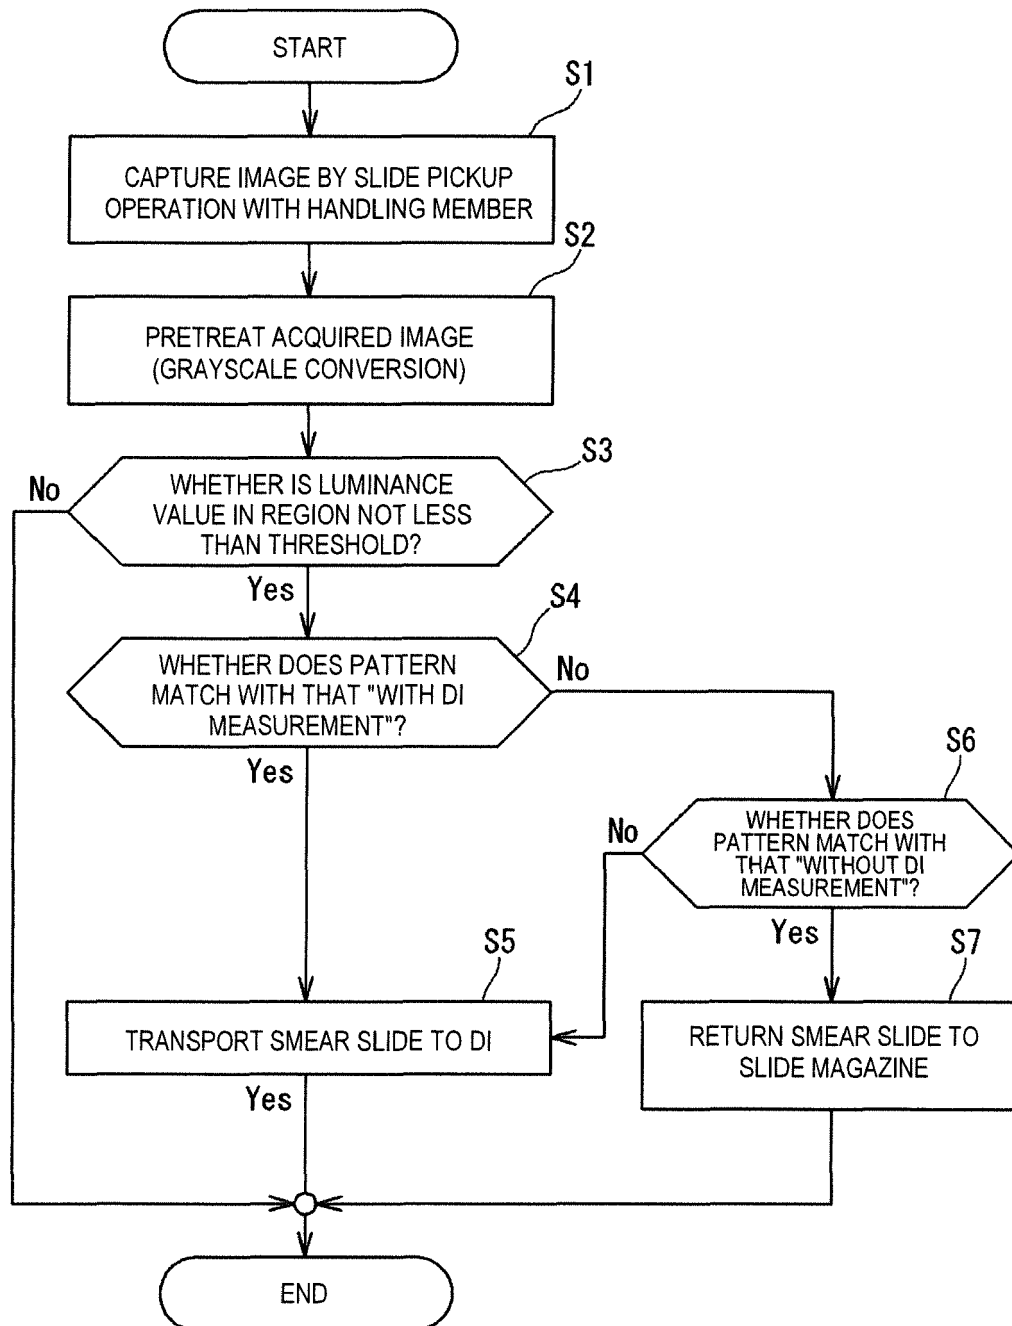 START
S1
CAPTURE IMAGE BY SLIDE PICKUP
OPERATION WITH HANDLING MEMBER
S2
PRETREAT ACQUIRED IMAGE
(GRAYSCALE CONVERSION)
S3
No
WHETHER IS LUMINANCE
VALUE IN REGION NOT LESS
THAN THRESHOLD?
Yes
S4
WHETHER DOES PATTERN
MATCH WITH THAT "WITH DI
MEASUREMENT"?
No
Yes
S6
No
WHETHER DOES
PATTERN MATCH WITH
THAT "WITHOUT DI
MEASUREMENT"?
Yes
S5
TRANSPORT SMEAR SLIDE TO DI
Yes
S7
RETURN SMEAR SLIDE TO
SLIDE MAGAZINE
END